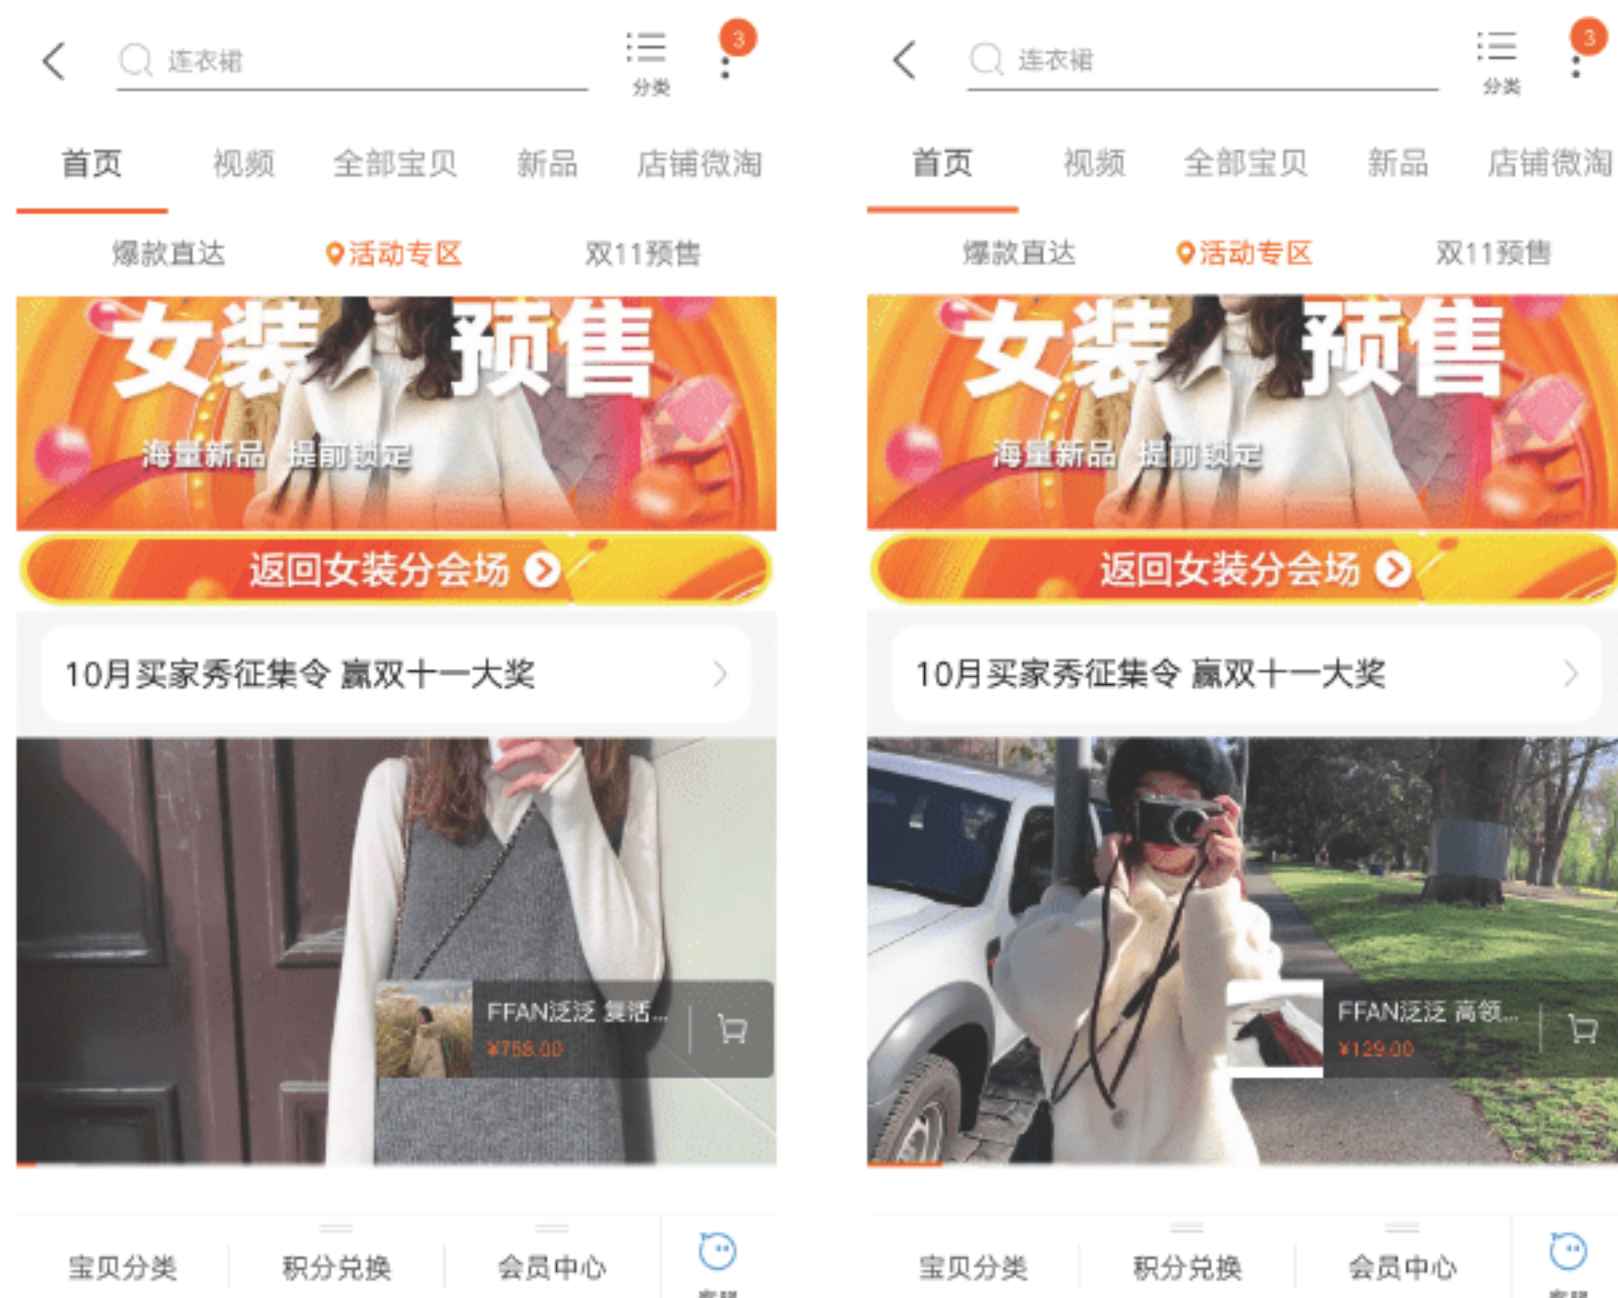 连衣裙
分类
3
首页 视频 全部宝贝 新品 店铺微淘
爆款直达 活动专区 双11预售
女装 预售
海量新品 提前锁定
返回女装分会场
10月买家秀征集令 赢双十一大奖
FFAN泛泛 复活...
¥758.00
宝贝分类 积分兑换 会员中心
客服
连衣裙
分类
3
首页 视频 全部宝贝 新品 店铺微淘
爆款直达 活动专区 双11预售
女装 预售
海量新品 提前锁定
返回女装分会场
10月买家秀征集令 赢双十一大奖
FFAN泛泛 高领...
¥129.00
宝贝分类 积分兑换 会员中心
客服